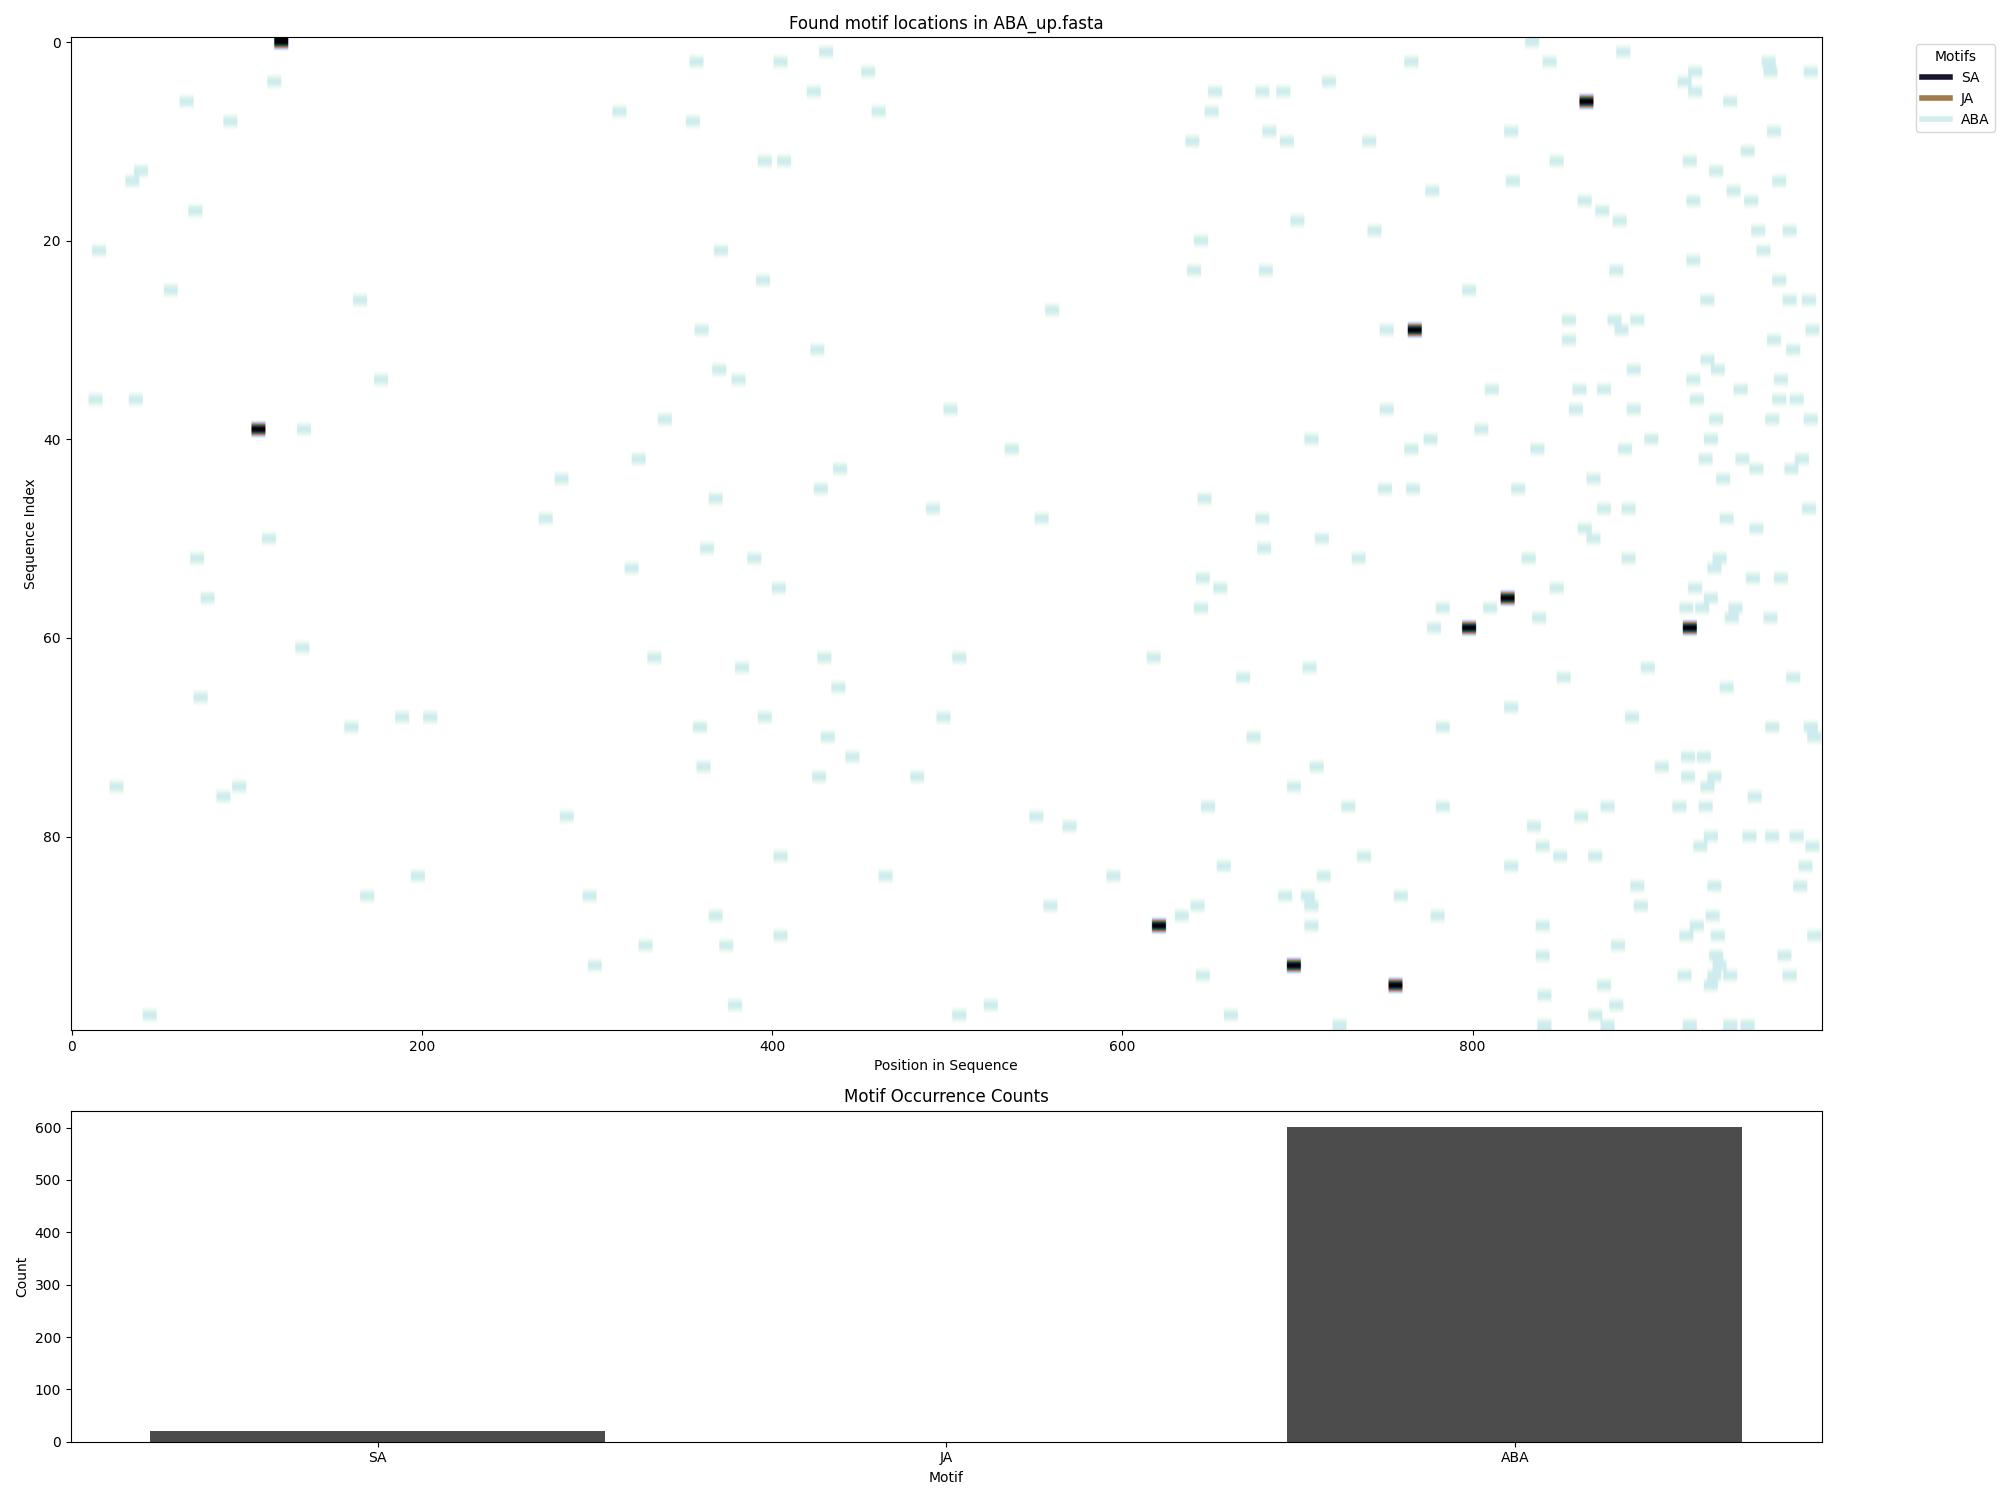 Found motif locations in ABA_up.fasta
0
20
40
60
80
Sequence Index
0
200
400
600
800
Position in Sequence
Motifs
SA
JA
ABA
Motif Occurrence Counts
600
500
400
300
200
100
0
Count
SA
JA
ABA
Motif